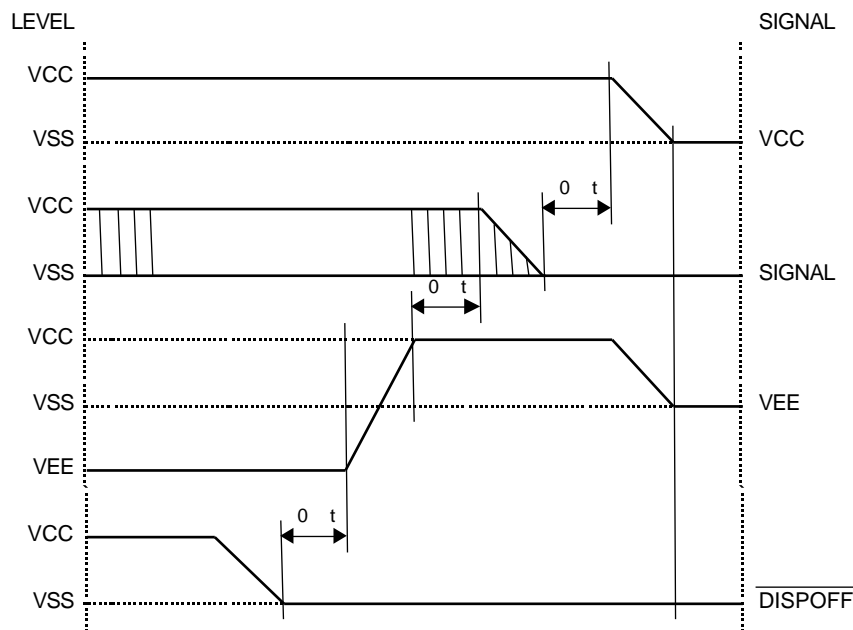 LEVEL SIGNAL
VCC
VSS VCC
0 t
VCC
VSS SIGNAL
0 t
VCC
VSS VEE
VEE
0 t
VCC
VSS DISPOFF